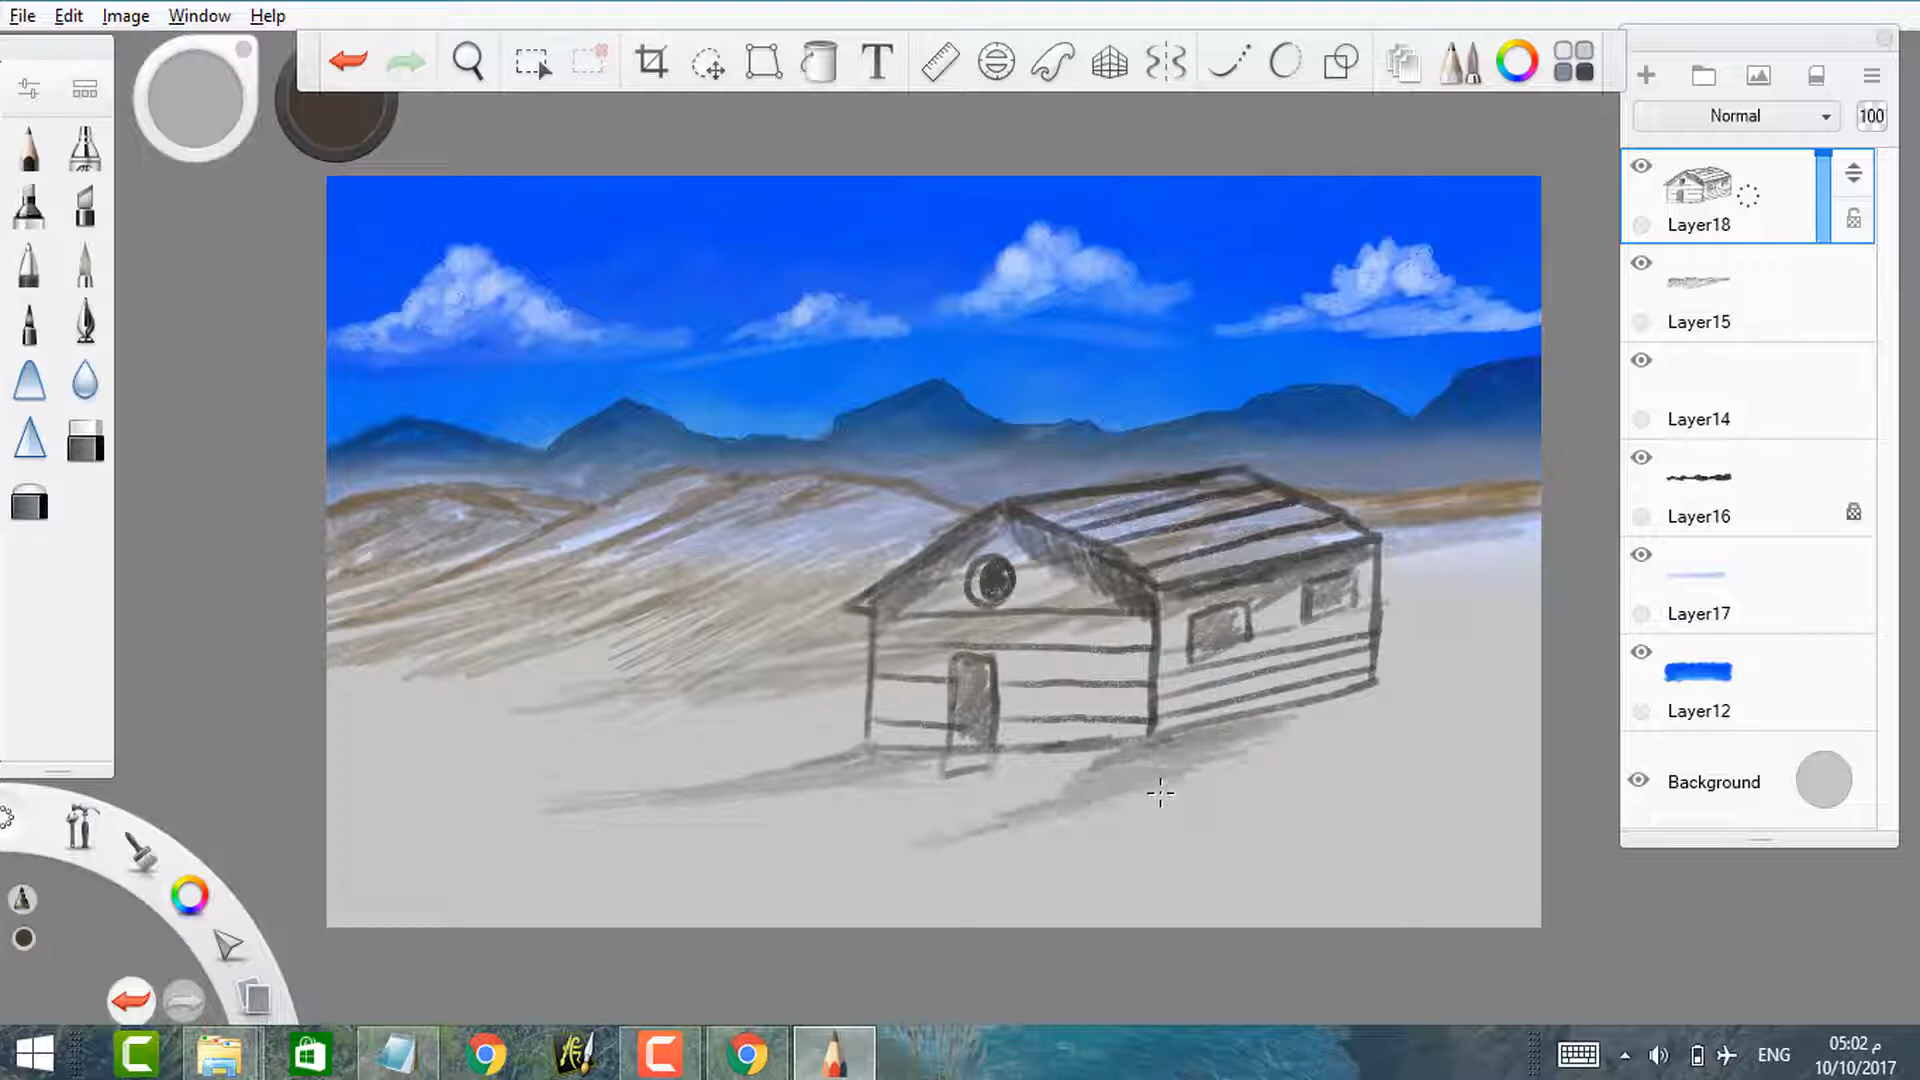 File Edit Image Window Help
T
Normal 100
Layer18
Layer15
Layer14
Layer16
Layer17
Layer12
Background
ENG
05:02 م
10/10/2017